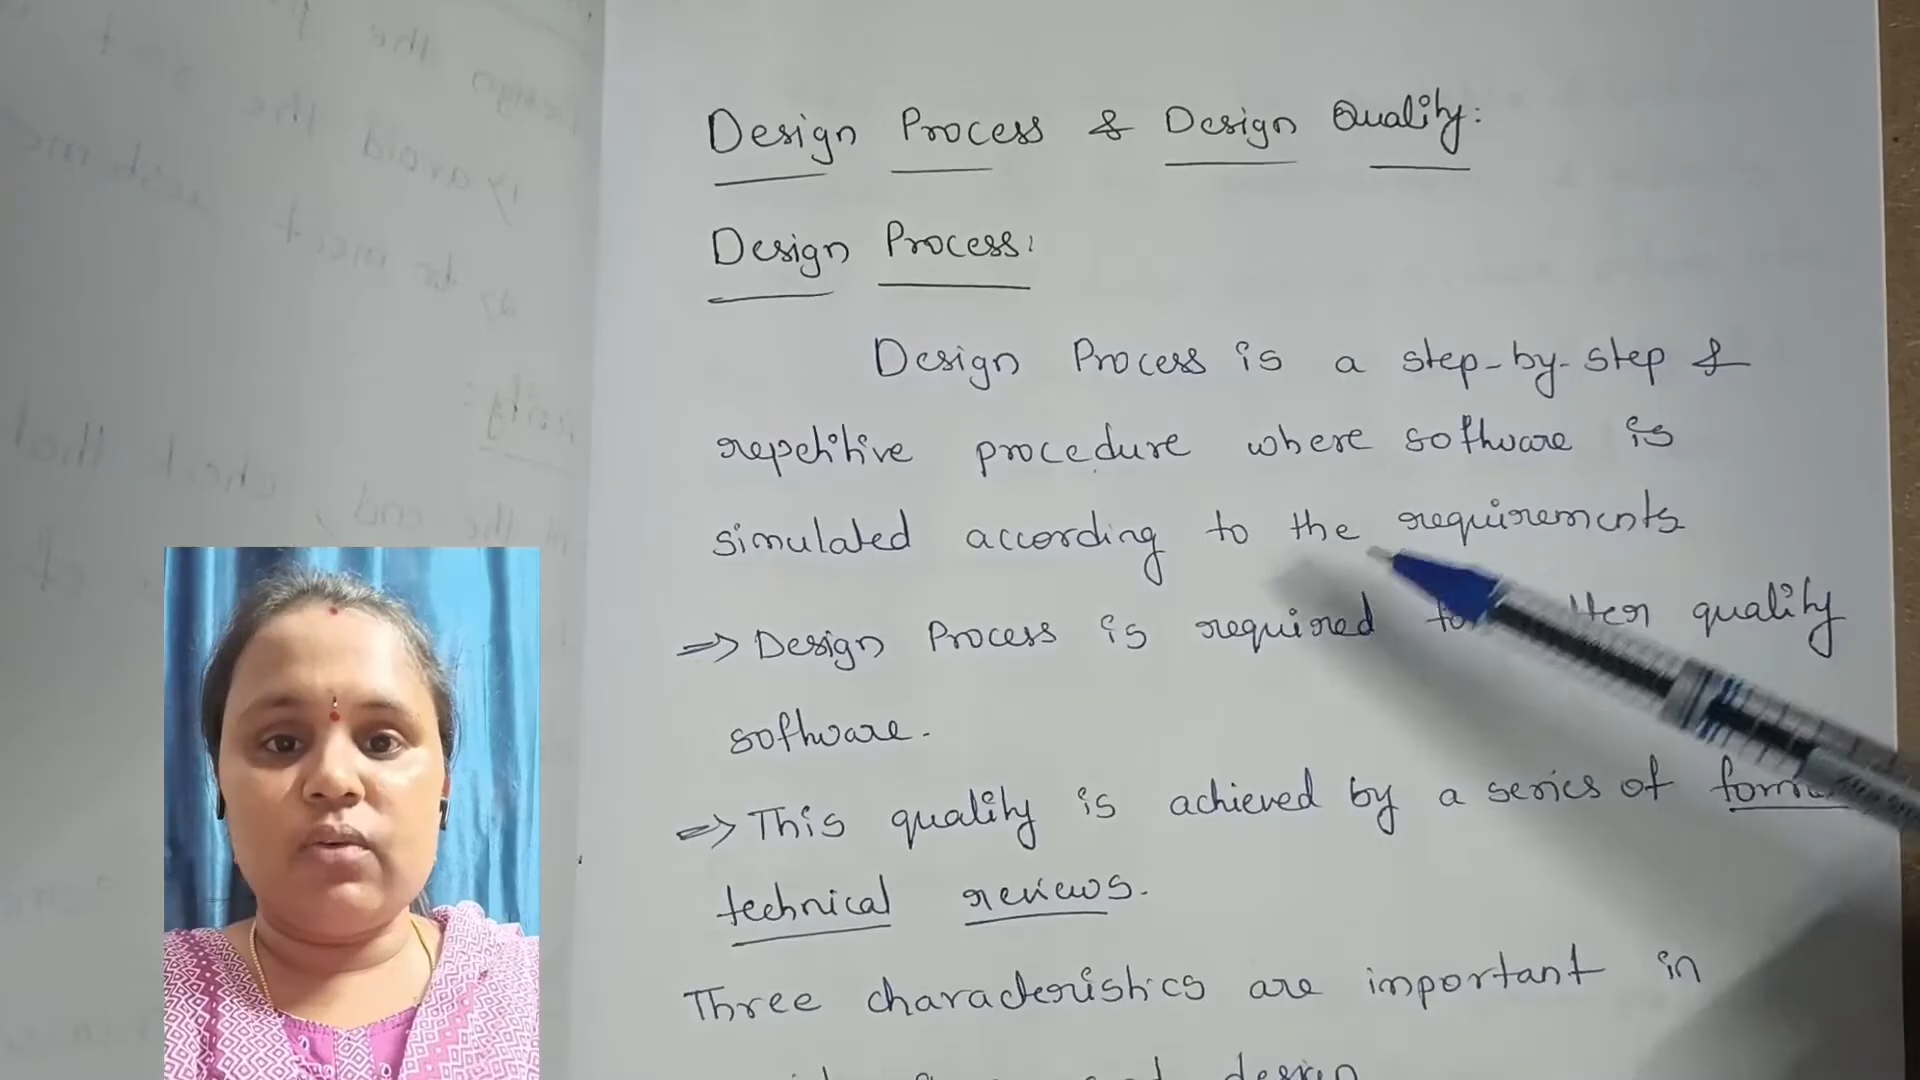 Design Process & Design Quality:
Design Process:
Design Process is a step-by-step &
repetitive procedure where software is
simulated according to the requirements
=> Design Process is required quality
software.
=> This quality is achieved by a series of
technical reviews.
Three characteristics are important in
design